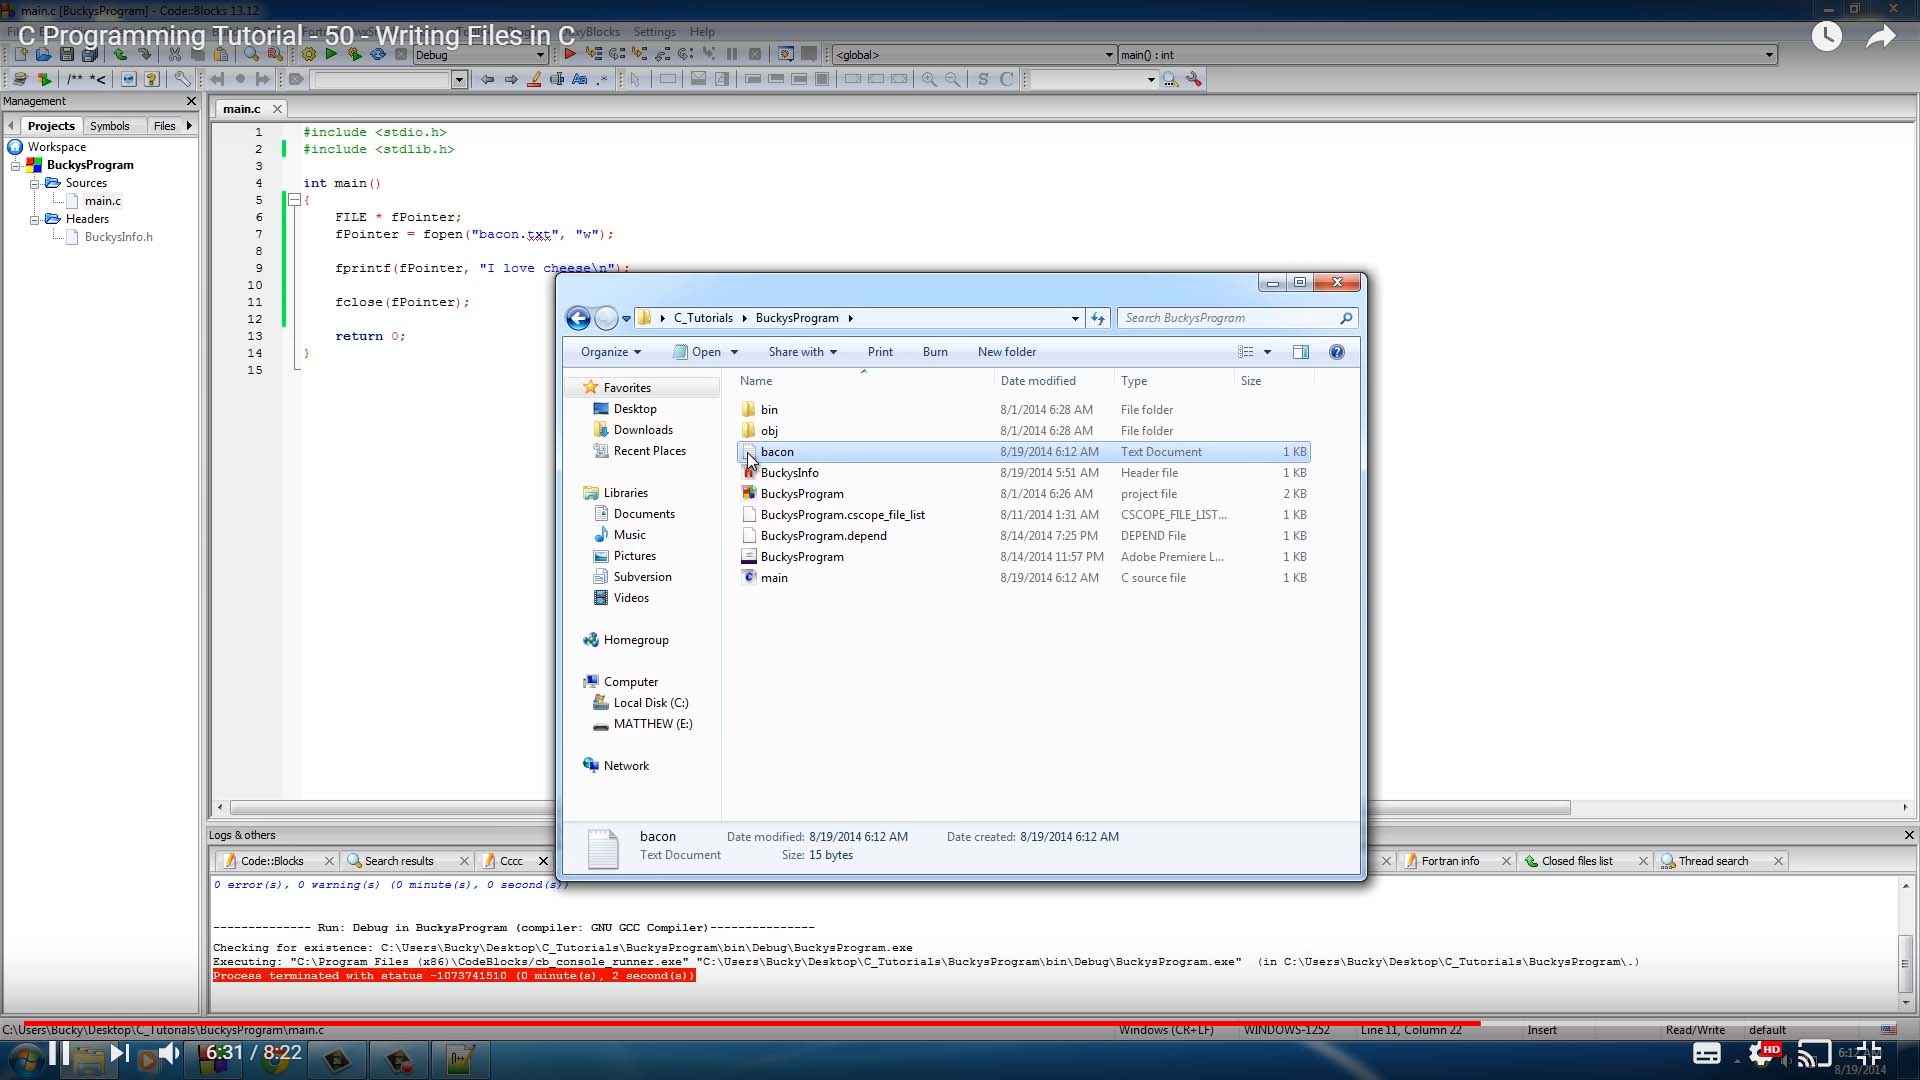 main.c [BuckysProgram] - Code::Blocks 13.12
C Programming Tutorial - 50 - Writing Files in C
xyBlocks Settings Help
Debug
<global>
main() : int
Management
main.c
Projects Symbols Files
Workspace
BuckysProgram
Sources
main.c
Headers
BuckysInfo.h
1 #include <stdio.h>
2 #include <stdlib.h>
3
4 int main()
5 {
6 FILE * fPointer;
7 fPointer = fopen("bacon.txt", "w");
8
9 fprintf(fPointer, "I love cheese\n");
10
11 fclose(fPointer);
12
13 return 0;
14 }
15
C_Tutorials BuckysProgram
Search BuckysProgram
Organize Open Share with Print Burn New folder
Favorites
Desktop
Downloads
Recent Places
Libraries
Documents
Music
Pictures
Subversion
Videos
Homegroup
Computer
Local Disk (C:)
MATTHEW (E:)
Network
Name Date modified Type Size
bin 8/1/2014 6:28 AM File folder
obj 8/1/2014 6:28 AM File folder
bacon 8/19/2014 6:12 AM Text Document 1 KB
BuckysInfo 8/19/2014 5:51 AM Header file 1 KB
BuckysProgram 8/1/2014 6:26 AM project file 2 KB
BuckysProgram.cscope_file_list 8/11/2014 1:31 AM CSCOPE_FILE_LIST... 1 KB
BuckysProgram.depend 8/14/2014 7:25 PM DEPEND File 1 KB
BuckysProgram 8/14/2014 11:57 PM Adobe Premiere L... 1 KB
main 8/19/2014 6:12 AM C source file 1 KB
bacon Date modified: 8/19/2014 6:12 AM Date created: 8/19/2014 6:12 AM
Text Document Size: 15 bytes
Logs & others
Code::Blocks Search results Cccc Fortran info Closed files list Thread search
0 error(s), 0 warning(s) (0 minute(s), 0 second(s))
-------------- Run: Debug in BuckysProgram (compiler: GNU GCC Compiler)---------------
Checking for existence: C:\Users\Bucky\Desktop\C_Tutorials\BuckysProgram\bin\Debug\BuckysProgram.exe
Executing: "C:\Program Files (x86)\CodeBlocks/cb_console_runner.exe" "C:\Users\Bucky\Desktop\C_Tutorials\BuckysProgram\bin\Debug\BuckysProgram.exe" (in C:\Users\Bucky\Desktop\C_Tutorials\BuckysProgram\.)
Process terminated with status -1073741510 (0 minute(s), 2 second(s))
C:\Users\Bucky\Desktop\C_Tutorials\BuckysProgram\main.c Windows (CR+LF) WINDOWS-1252 Line 11, Column 22 Insert Read/Write default
6:31 / 8:22
HD
8/19/2014